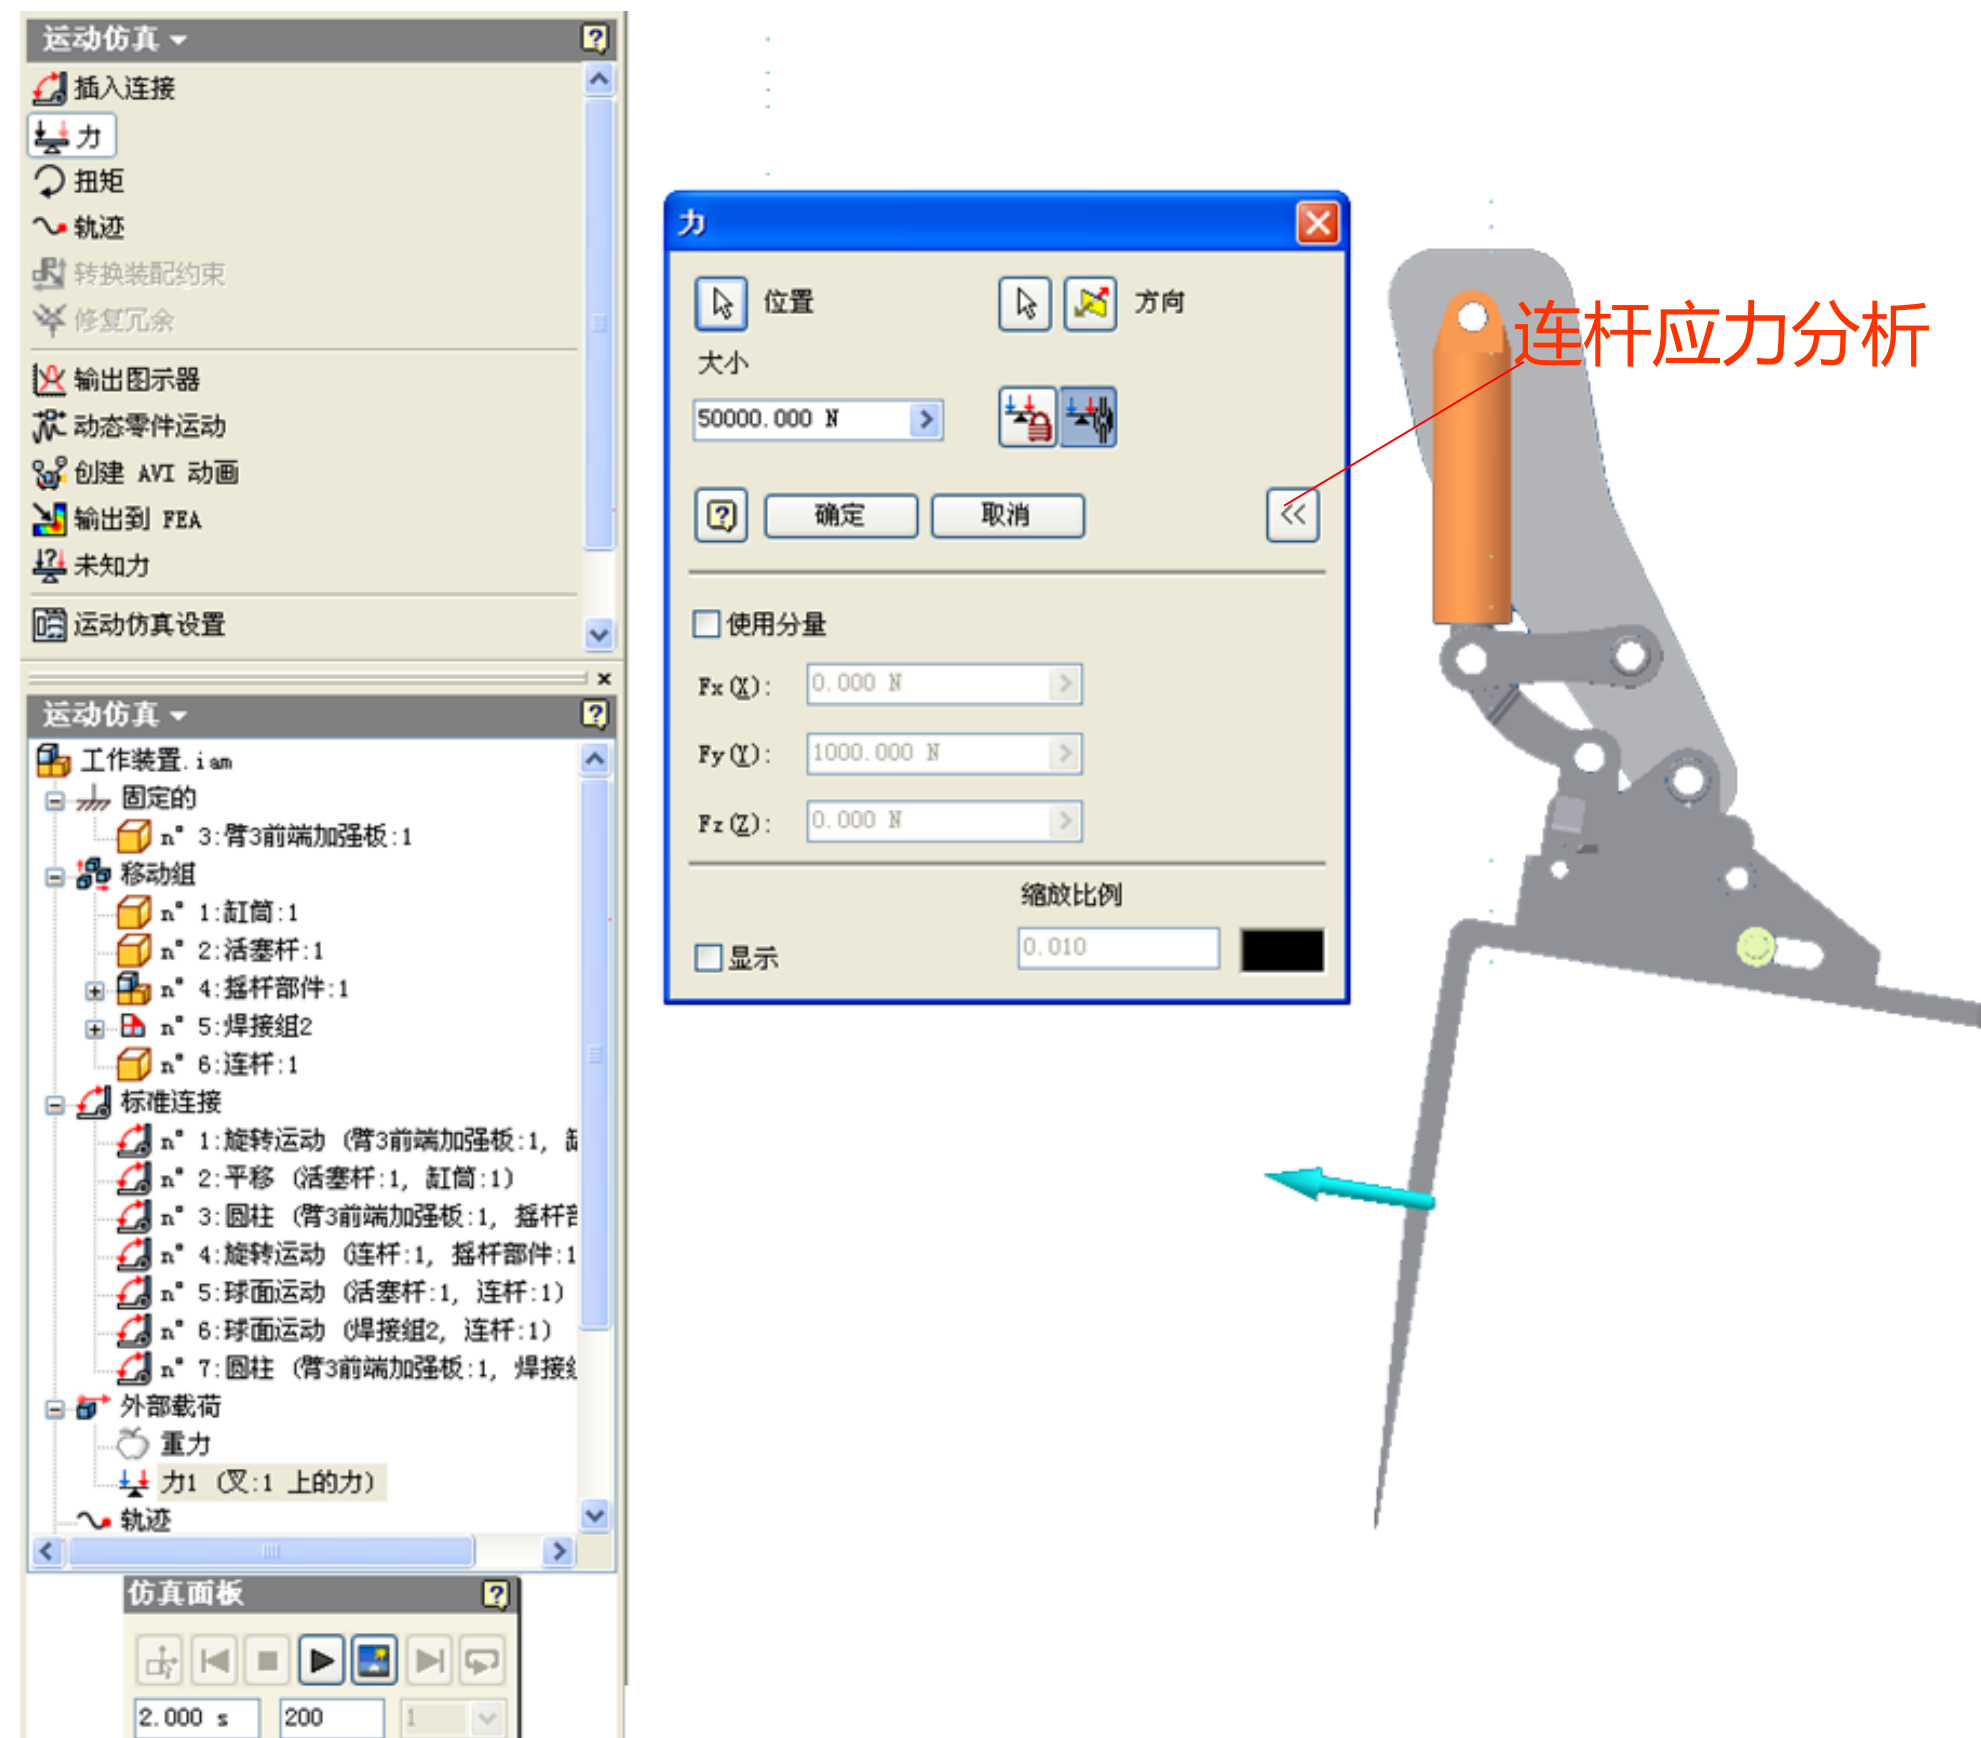 运动仿真
插入连接
力
扭矩
轨迹
转换装配约束
修复冗余
输出图示器
动态零件运动
创建 AVI 动画
输出到 FEA
未知力
运动仿真设置
运动仿真
工作装置.iam
固定的
n° 3:臂3前端加强板:1
移动组
n° 1:缸筒:1
n° 2:活塞杆:1
n° 4:摇杆部件:1
n° 5:焊接组2
n° 6:连杆:1
标准连接
n° 1:旋转运动 (臂3前端加强板:1,
n° 2:平移 (活塞杆:1, 缸筒:1)
n° 3:圆柱 (臂3前端加强板:1, 摇杆
n° 4:旋转运动 (连杆:1, 摇杆部件:1
n° 5:球面运动 (活塞杆:1, 连杆:1)
n° 6:球面运动 (焊接组2, 连杆:1)
n° 7:圆柱 (臂3前端加强板:1, 焊接
外部载荷
重力
力1 (叉:1 上的力)
轨迹
仿真面板
2.000 s 200 1
力
位置 方向
大小
50000.000 N
确定 取消 <<
使用分量
Fx(X): 0.000 N
Fy(Y): 1000.000 N
Fz(Z): 0.000 N
缩放比例
显示 0.010
连杆应力分析